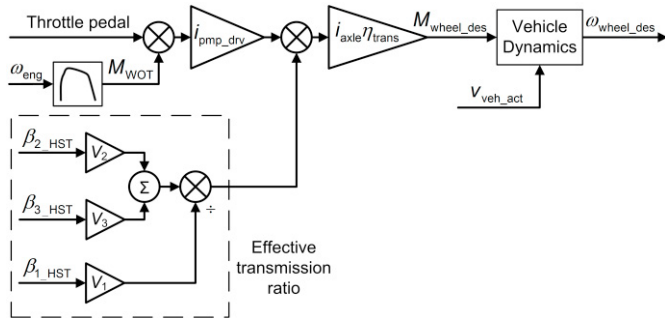 Throttle pedal
i_pmp_drv
i_axle η_trans
M_wheel_des
Vehicle
Dynamics
ω_wheel_des
ω_eng
M_WOT
v_veh_act
β_2_HST
V_2
Σ
÷
β_3_HST
V_3
β_1_HST
V_1
Effective
transmission
ratio